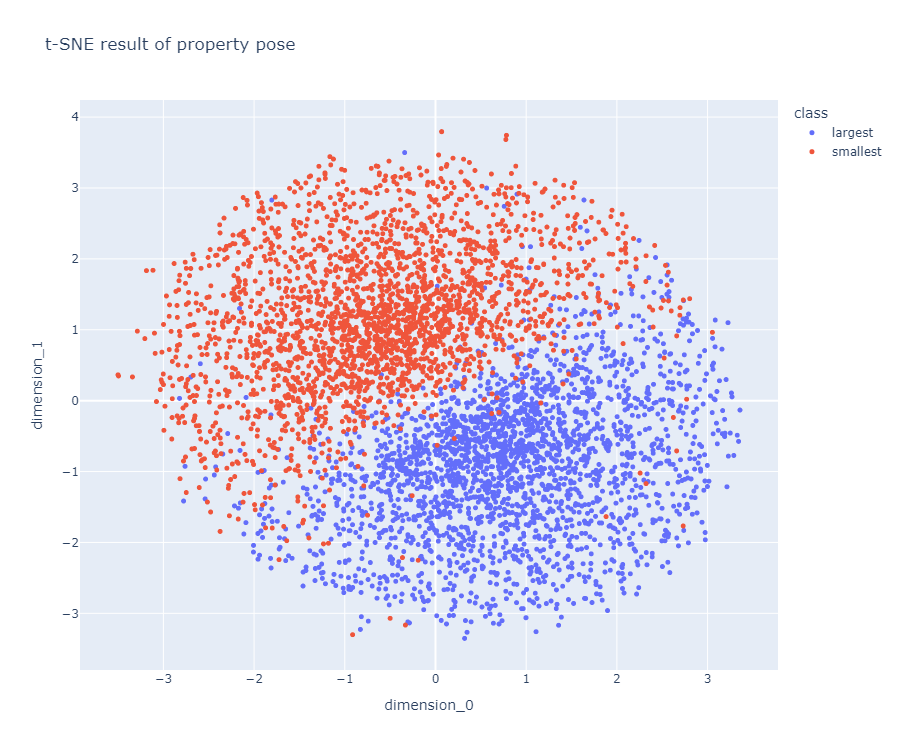 t-SNE result of property pose
class
largest
smallest
4
3
2
1
0
−1
−2
−3
dimension_1
−3
−2
−1
0
1
2
3
dimension_0